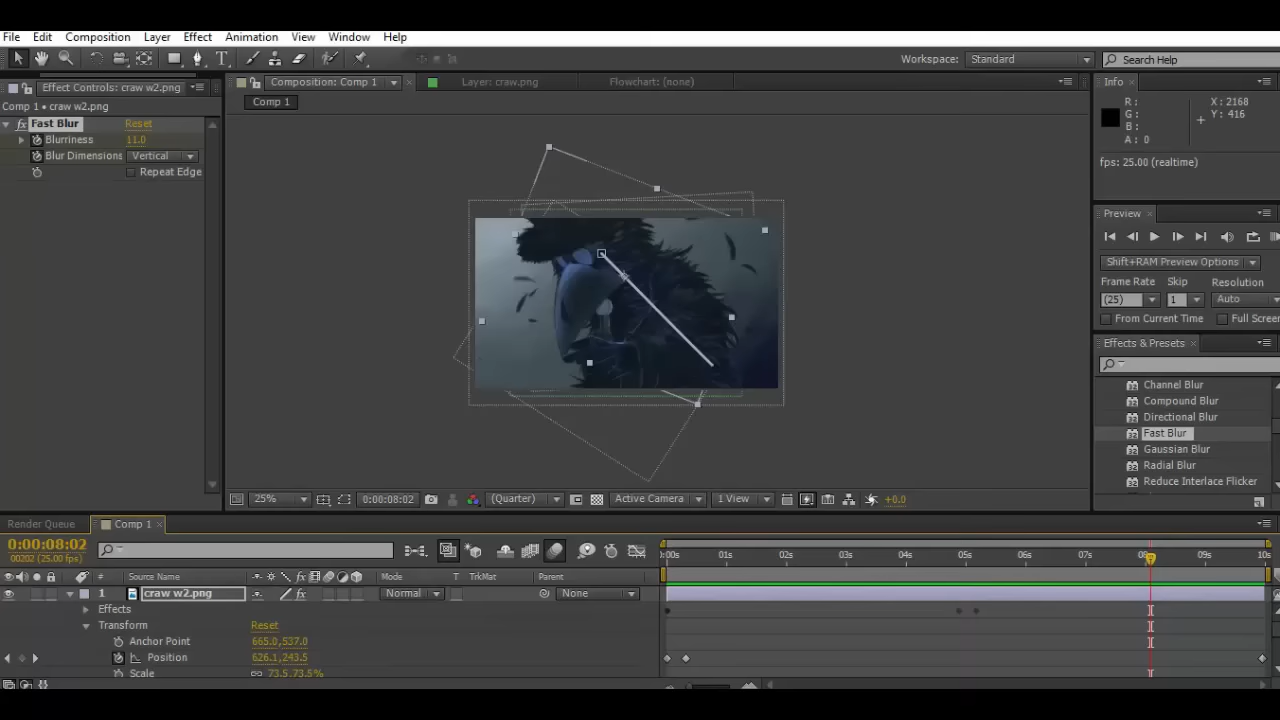 File Edit Composition Layer Effect Animation View Window Help
Workspace: Standard Search Help
Effect Controls: craw w2.png
Comp 1 • craw w2.png
fx Fast Blur Reset
Blurriness 11.0
Blur Dimensions Vertical
Repeat Edge
Composition: Comp 1 Layer: craw.png Flowchart: (none)
Comp 1
25% 0:00:08:02 (Quarter) Active Camera 1 View +0.0
Info
R: X: 2168
G: Y: 416
B:
A: 0
fps: 25.00 (realtime)
Preview
Shift+RAM Preview Options
Frame Rate Skip Resolution
(25) 1 Auto
From Current Time Full Screen
Effects & Presets
Channel Blur
Compound Blur
Directional Blur
Fast Blur
Gaussian Blur
Radial Blur
Reduce Interlace Flicker
Render Queue Comp 1
0:00:08:02
00202 (25.00 fps)
:00s 01s 02s 03s 04s 05s 06s 07s 08s 09s 10s
# Source Name Mode T TrkMat Parent
1 craw w2.png Normal None
Effects
Transform Reset
Anchor Point 665.0,537.0
Position 626.1,243.5
Scale 73.5,73.5%